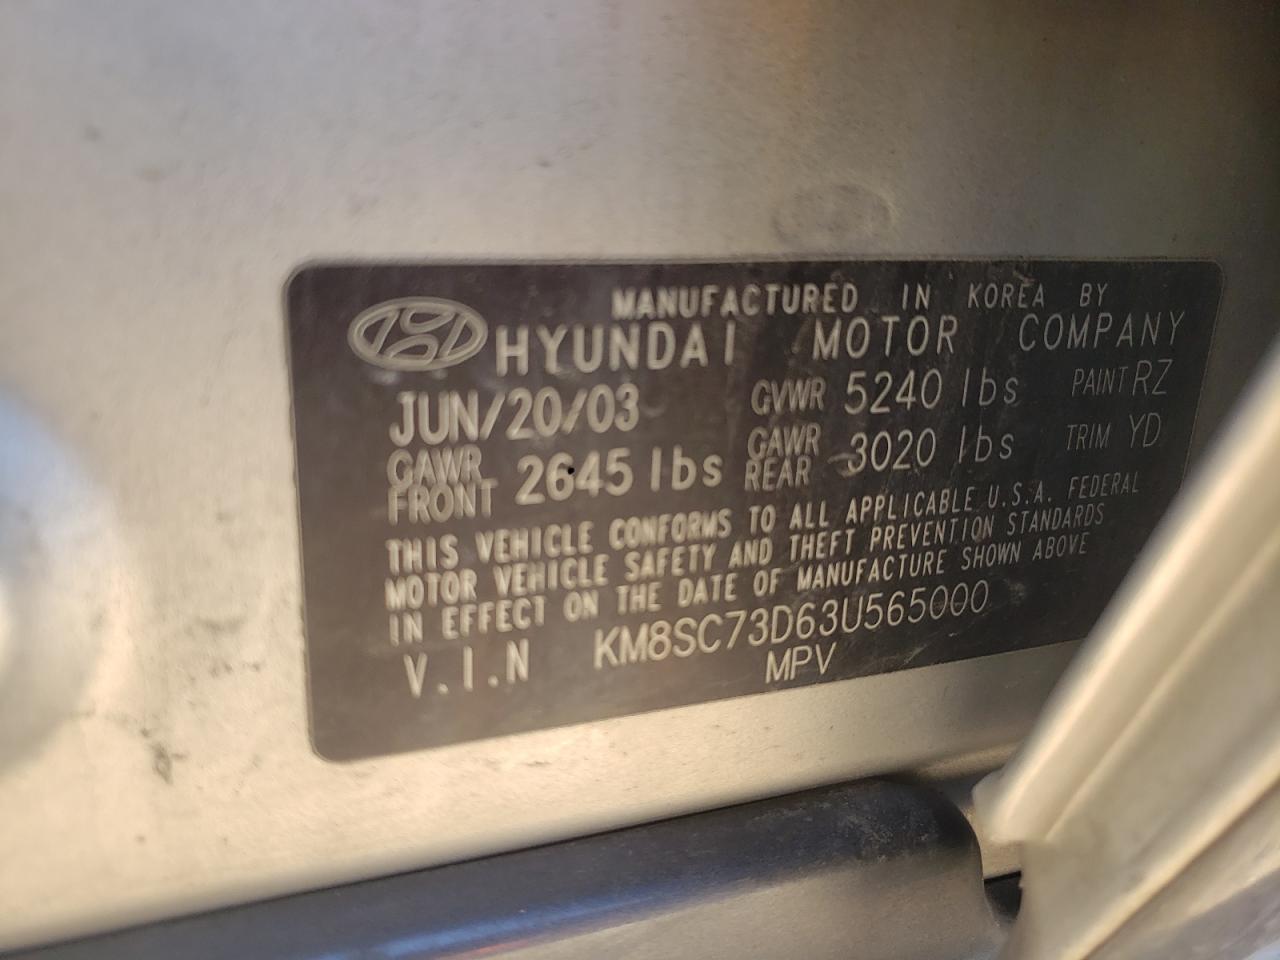 MANUFACTURED IN KOREA BY
HYUNDAI MOTOR COMPANY
JUN/20/03 GVWR 5240 lbs PAINT RZ
GAWR FRONT 2645 lbs GAWR REAR 3020 lbs TRIM YD
THIS VEHICLE CONFORMS TO ALL APPLICABLE U.S.A. FEDERAL
MOTOR VEHICLE SAFETY AND THEFT PREVENTION STANDARDS
IN EFFECT ON THE DATE OF MANUFACTURE SHOWN ABOVE
V.I.N KM8SC73D63U565000
MPV